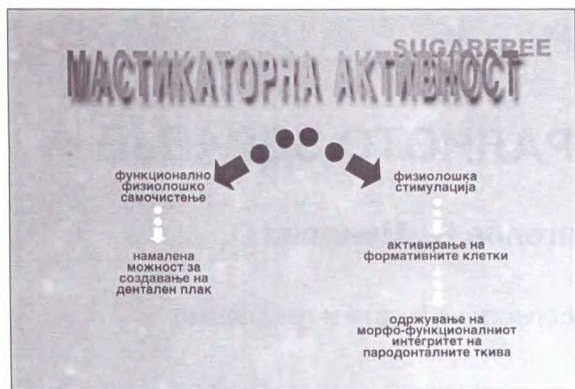 SUGARFREE
МАСТИКАТОРНА АКТИВНОСТ
функционално
физиолошко
самочистење
намалена
можност за
создавање на
дентален плак
физиолошка
стимулација
активирање на
формативните клетки
одржување на
морфо-функционалниот
интегритет на
пародонталните ткива